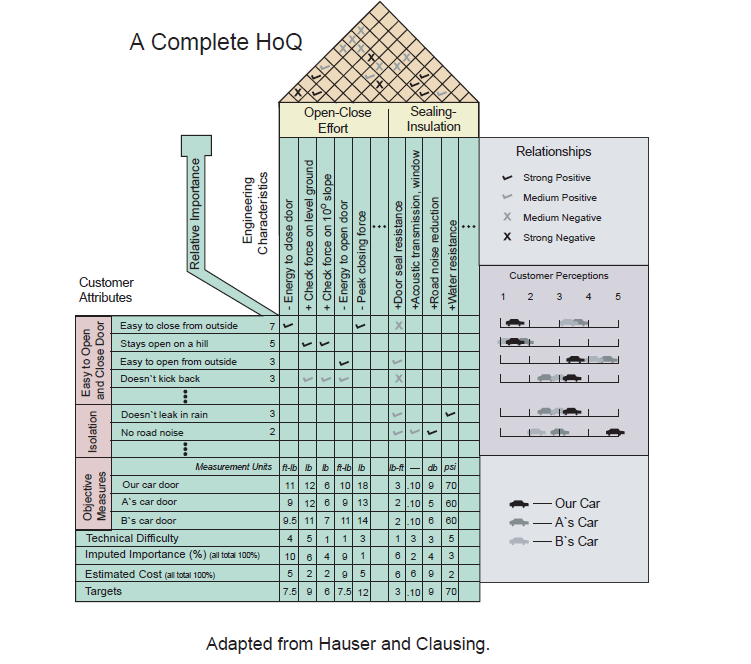 A Complete HoQ
Open-Close
Effort
Sealing-
Insulation
Relative Importance
Engineering
Characteristics
- Energy to close door
+ Check force on level ground
+ Check force on 10⁰ slope
- Energy to open door
- Peak closing force
...
+Door seal resistance
+Acoustic transmission, window
+Road noise reduction
+Water resistance
...
Relationships
Strong Positive
Medium Positive
x Medium Negative
x Strong Negative
Customer Perceptions
1 2 3 4 5
Customer
Attributes
Easy to Open
and Close Door
Easy to close from outside 7
Stays open on a hill 5
Easy to open from outside 3
Doesn`t kick back 3
Isolation
Doesn`t leak in rain 3
No road noise 2
Objective
Measures
Measurement Units ft-lb lb lb ft-lb lb lb-ft — db psi
Our car door 11 12 6 10 18 3 .10 9 70
A`s car door 9 12 6 9 13 2 .10 5 60
B`s car door 9.5 11 7 11 14 2 .10 6 60
Technical Difficulty 4 5 1 1 3 1 3 3 5
Imputed Importance (%) (all total 100%) 10 6 4 9 1 6 2 4 3
Estimated Cost (all total 100%) 5 2 2 9 5 6 6 9 2
Targets 7.5 9 6 7.5 12 3 .10 9 70
Our Car
A`s Car
B`s Car
Adapted from Hauser and Clausing.